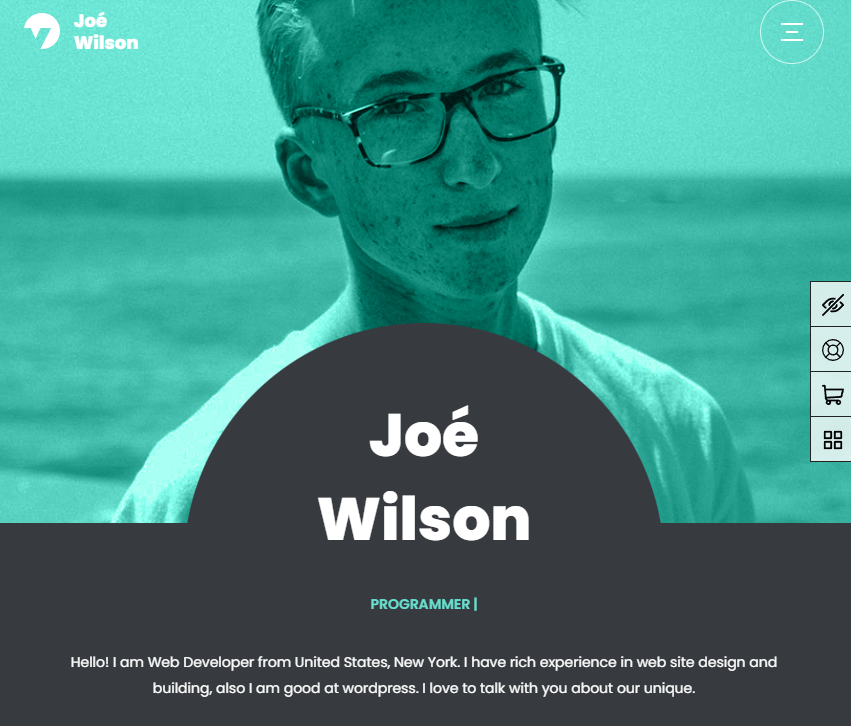 Joé
Wilson
Joé
Wilson
PROGRAMMER |
Hello! I am Web Developer from United States, New York. I have rich experience in web site design and
building, also I am good at wordpress. I love to talk with you about our unique.